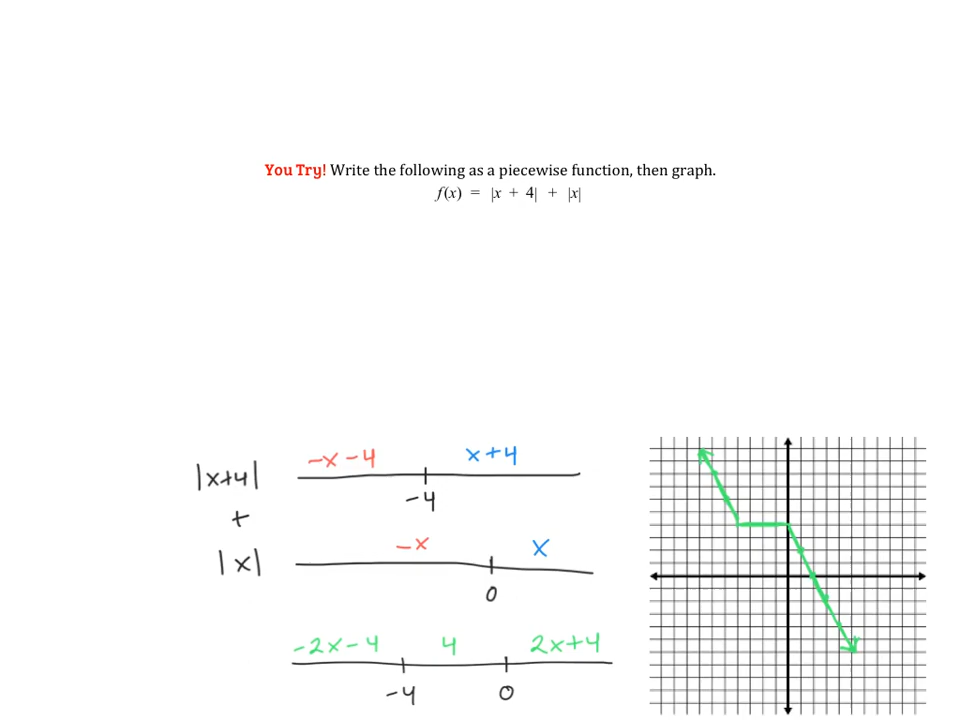 You Try! Write the following as a piecewise function, then graph.
f(x) = |x + 4| + |x|
-x-4 x+4
|x+4|
-4
+
-x x
|x|
0
-2x-4 4 2x+4
-4 0